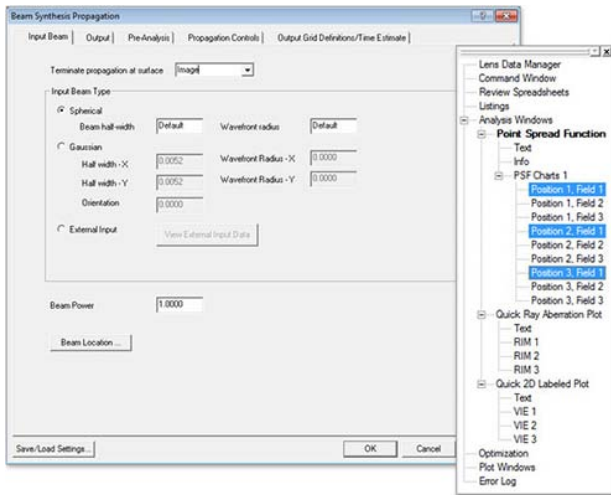 Beam Synthesis Propagation
Input Beam Output Pre-Analysis Propagation Controls Output Grid Definitions/Time Estimate
Terminate propagation at surface Image
Input Beam Type
Spherical
Beam half-width Default Wavefront radius Default
Gaussian
Half width - X 0.0052 Wavefront Radius - X 0.0000
Half width - Y 0.0052 Wavefront Radius - Y 0.0000
Orientation 0.0000
External Input View External Input Data
Beam Power 1.0000
Beam Location ...
Save/Load Settings... OK Cancel
Lens Data Manager
Command Window
Review Spreadsheets
Listings
Analysis Windows
Point Spread Function
Text
Info
PSF Charts 1
Position 1, Field 1
Position 1, Field 2
Position 1, Field 3
Position 2, Field 1
Position 2, Field 2
Position 2, Field 3
Position 3, Field 1
Position 3, Field 2
Position 3, Field 3
Quick Ray Aberration Plot
Text
RIM 1
RIM 2
RIM 3
Quick 2D Labeled Plot
Text
VIE 1
VIE 2
VIE 3
Optimization
Plot Windows
Error Log